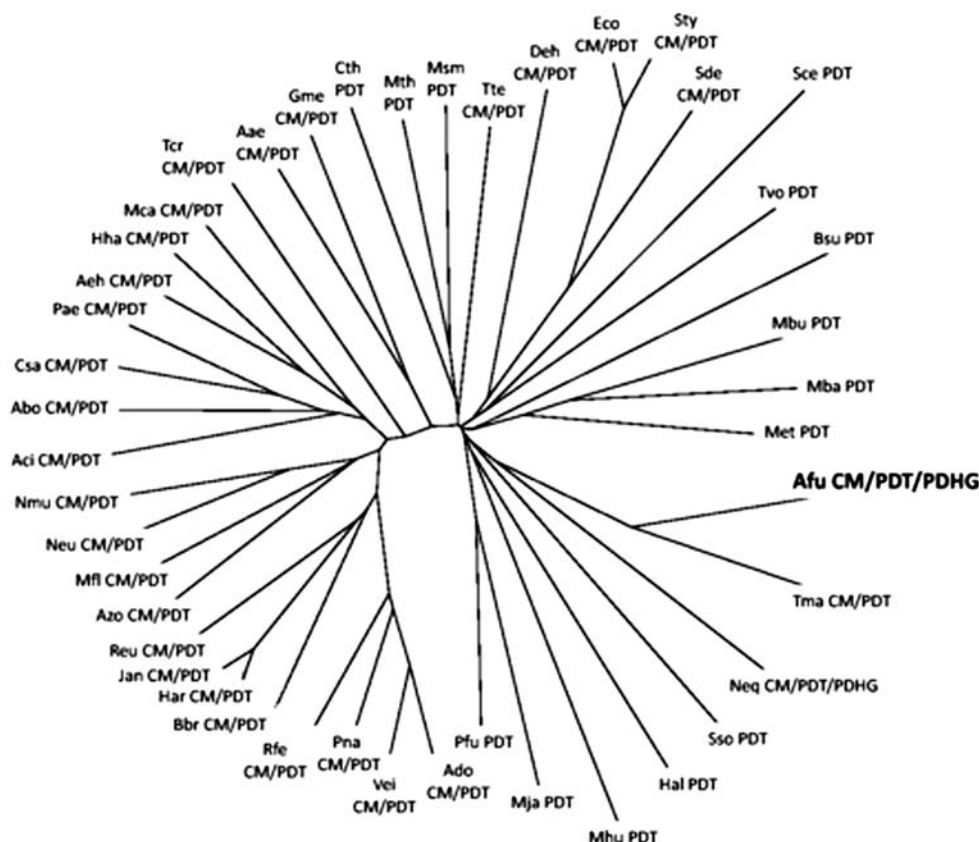 Eco
CM/PDT
Sty
CM/PDT
Deh
CM/PDT
Sde
CM/PDT
Sce PDT
Cth
PDT
Mth
PDT
Msm
PDT
Tte
CM/PDT
Gme
CM/PDT
Aae
CM/PDT
Tcr
CM/PDT
Tvo PDT
Mca CM/PDT
Bsu PDT
Hha CM/PDT
Aeh CM/PDT
Pae CM/PDT
Mbu PDT
Csa CM/PDT
Mba PDT
Abo CM/PDT
Met PDT
Aci CM/PDT
Afu CM/PDT/PDHG
Nmu CM/PDT
Neu CM/PDT
Mfl CM/PDT
Tma CM/PDT
Azo CM/PDT
Reu CM/PDT
Jan CM/PDT
Neq CM/PDT/PDHG
Har CM/PDT
Bbr CM/PDT
Rfe
CM/PDT
Pna
CM/PDT
Vei
CM/PDT
Ado
CM/PDT
Pfu PDT
Sso PDT
Hal PDT
Mja PDT
Mhu PDT